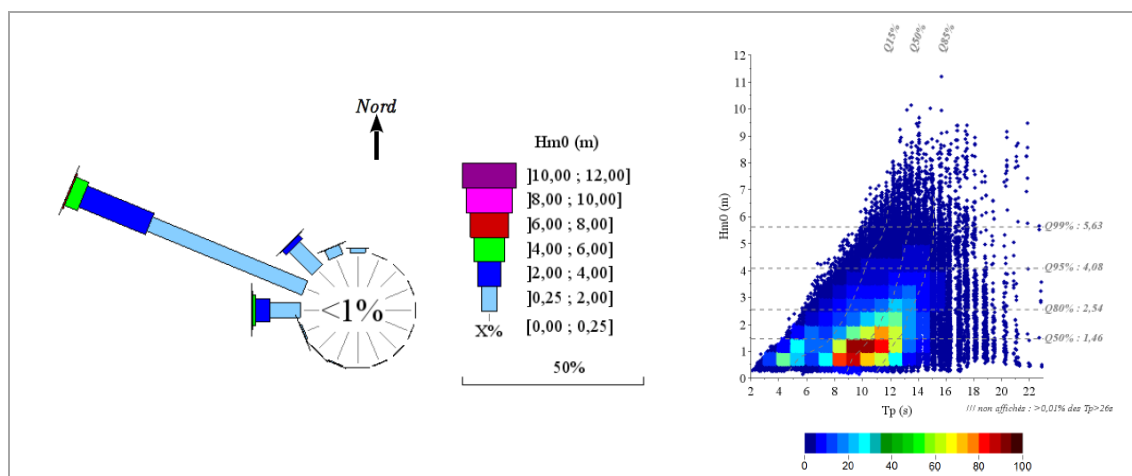 Nord
Hm0 (m)
]10,00 ; 12,00]
]8,00 ; 10,00]
]6,00 ; 8,00]
]4,00 ; 6,00]
]2,00 ; 4,00]
]0,25 ; 2,00]
[0,00 ; 0,25]
X%
<1%
50%
Q15%
Q50%
Q85%
12
11
10
9
8
7
6
5
4
3
2
1
0
Hm0 (m)
Q99% : 5,63
Q95% : 4,08
Q80% : 2,54
Q50% : 1,46
2 4 6 8 10 12 14 16 18 20 22
Tp (s)
/// non affichés : >0,01% des Tp>26s
0 20 40 60 80 100